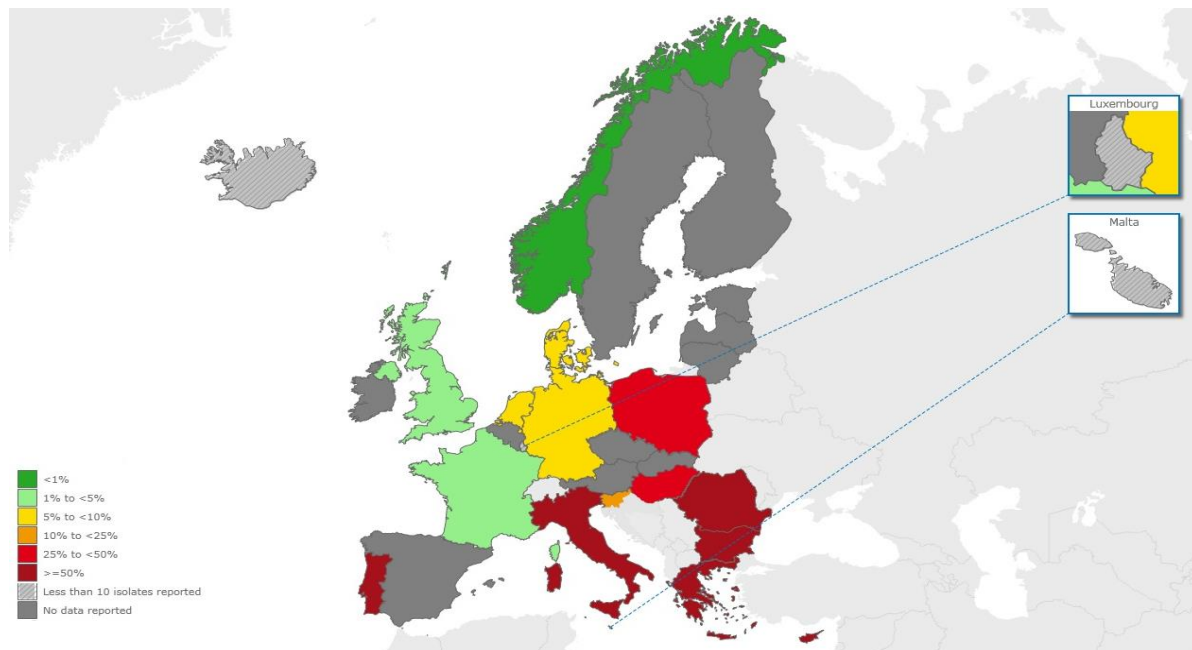 Luxembourg
Malta
<1%
1% to <5%
5% to <10%
10% to <25%
25% to <50%
>=50%
Less than 10 isolates reported
No data reported